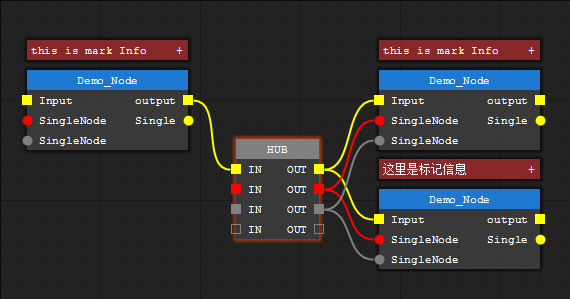 this is mark Info +
Demo_Node
Input output
SingleNode Single
SingleNode
HUB
IN OUT
IN OUT
IN OUT
IN OUT
this is mark Info +
Demo_Node
Input output
SingleNode Single
SingleNode
这里是标记信息 +
Demo_Node
Input output
SingleNode Single
SingleNode